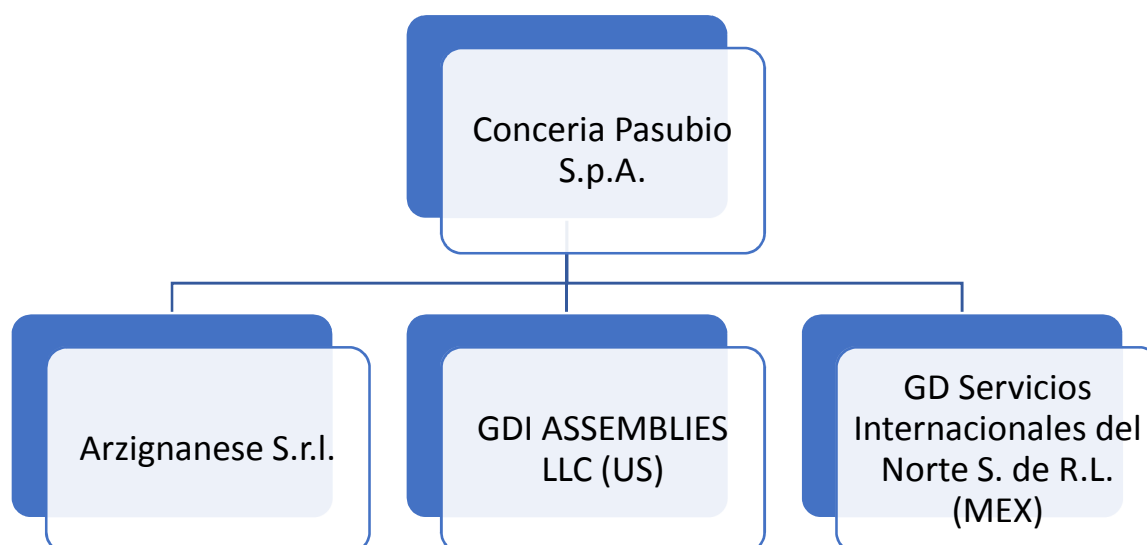 Conceria Pasubio
S.p.A.
Arzignanese S.r.l.
GDI ASSEMBLIES
LLC (US)
GD Servicios
Internacionales del
Norte S. de R.L.
(MEX)